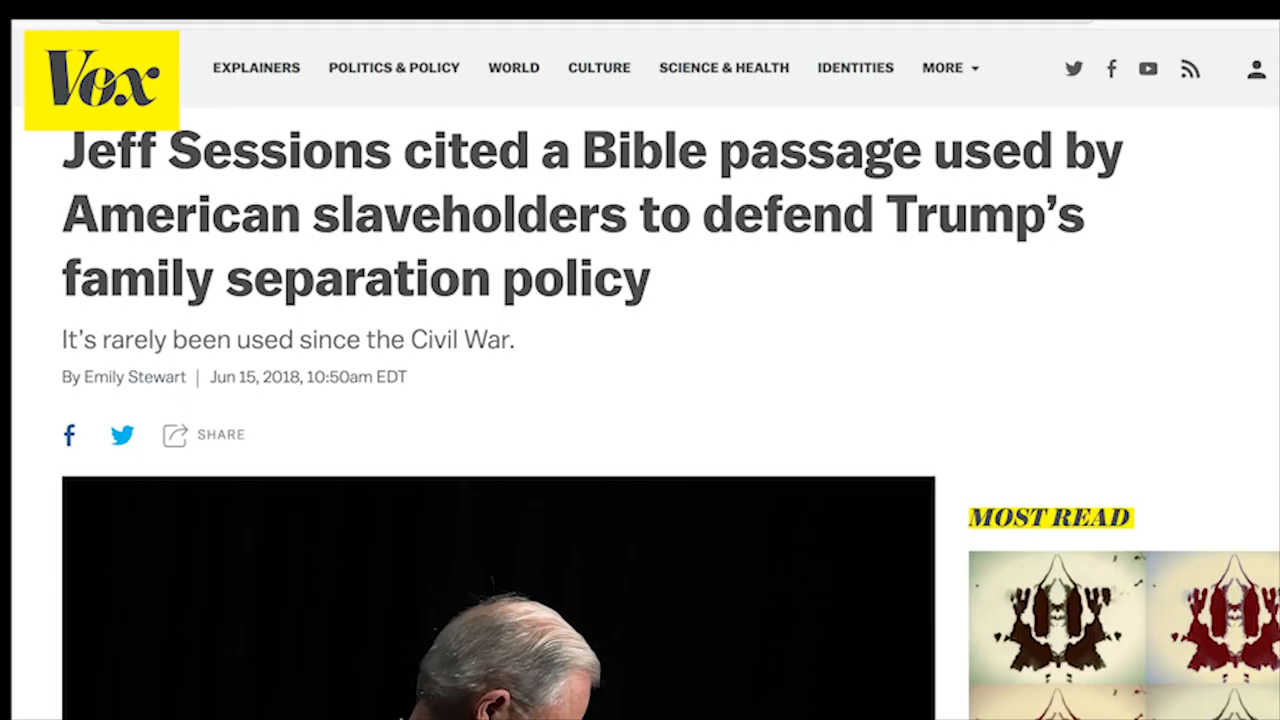 Vox
EXPLAINERS POLITICS & POLICY WORLD CULTURE SCIENCE & HEALTH IDENTITIES MORE
Jeff Sessions cited a Bible passage used by
American slaveholders to defend Trump’s
family separation policy
It’s rarely been used since the Civil War.
By Emily Stewart | Jun 15, 2018, 10:50am EDT
SHARE
MOST READ